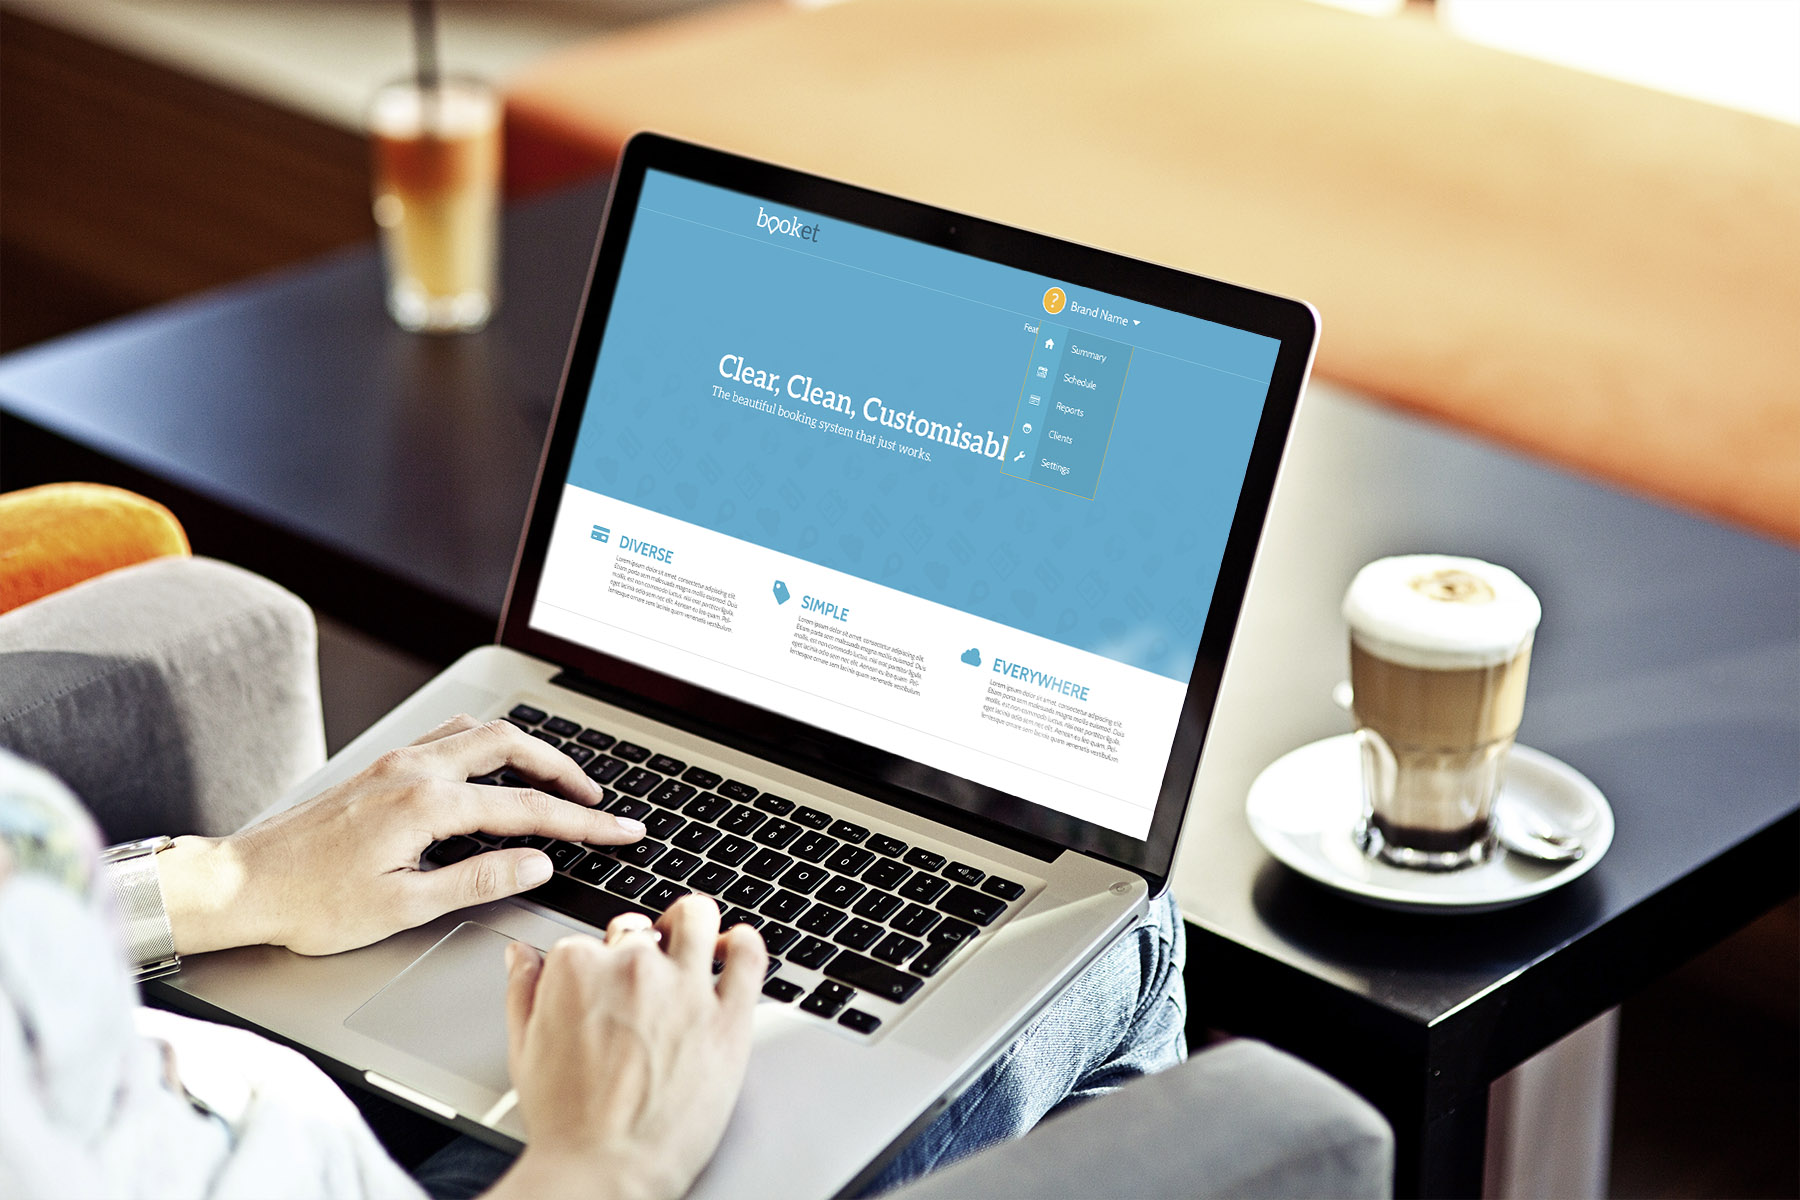 booket
? Brand Name
Feat
Summary
Schedule
Reports
Clients
Settings
Clear, Clean, Customisabl
The beautiful booking system that just works.
DIVERSE
Lorem ipsum dolor sit amet, consectetur adipiscing elit.
Etiam porta sem malesuada magna mollis euismod. Duis
mollis, est non commodo luctus, nisi erat porttitor ligula,
eget lacinia odio sem nec elit. Aenean eu leo quam. Pel-
lentesque ornare sem lacinia quam venenatis vestibulum.
SIMPLE
Lorem ipsum dolor sit amet, consectetur adipiscing elit.
Etiam porta sem malesuada magna mollis euismod. Duis
mollis, est non commodo luctus, nisi erat porttitor ligula,
eget lacinia odio sem nec elit. Aenean eu leo quam. Pel-
lentesque ornare sem lacinia quam venenatis vestibulum.
EVERYWHERE
Lorem ipsum dolor sit amet, consectetur adipiscing elit.
Etiam porta sem malesuada magna mollis euismod. Duis
mollis, est non commodo luctus, nisi erat porttitor ligula,
eget lacinia odio sem nec elit. Aenean eu leo quam. Pel-
lentesque ornare sem lacinia quam venenatis vestibulum.
R T Y U I O P
G H J K L
C V B N M